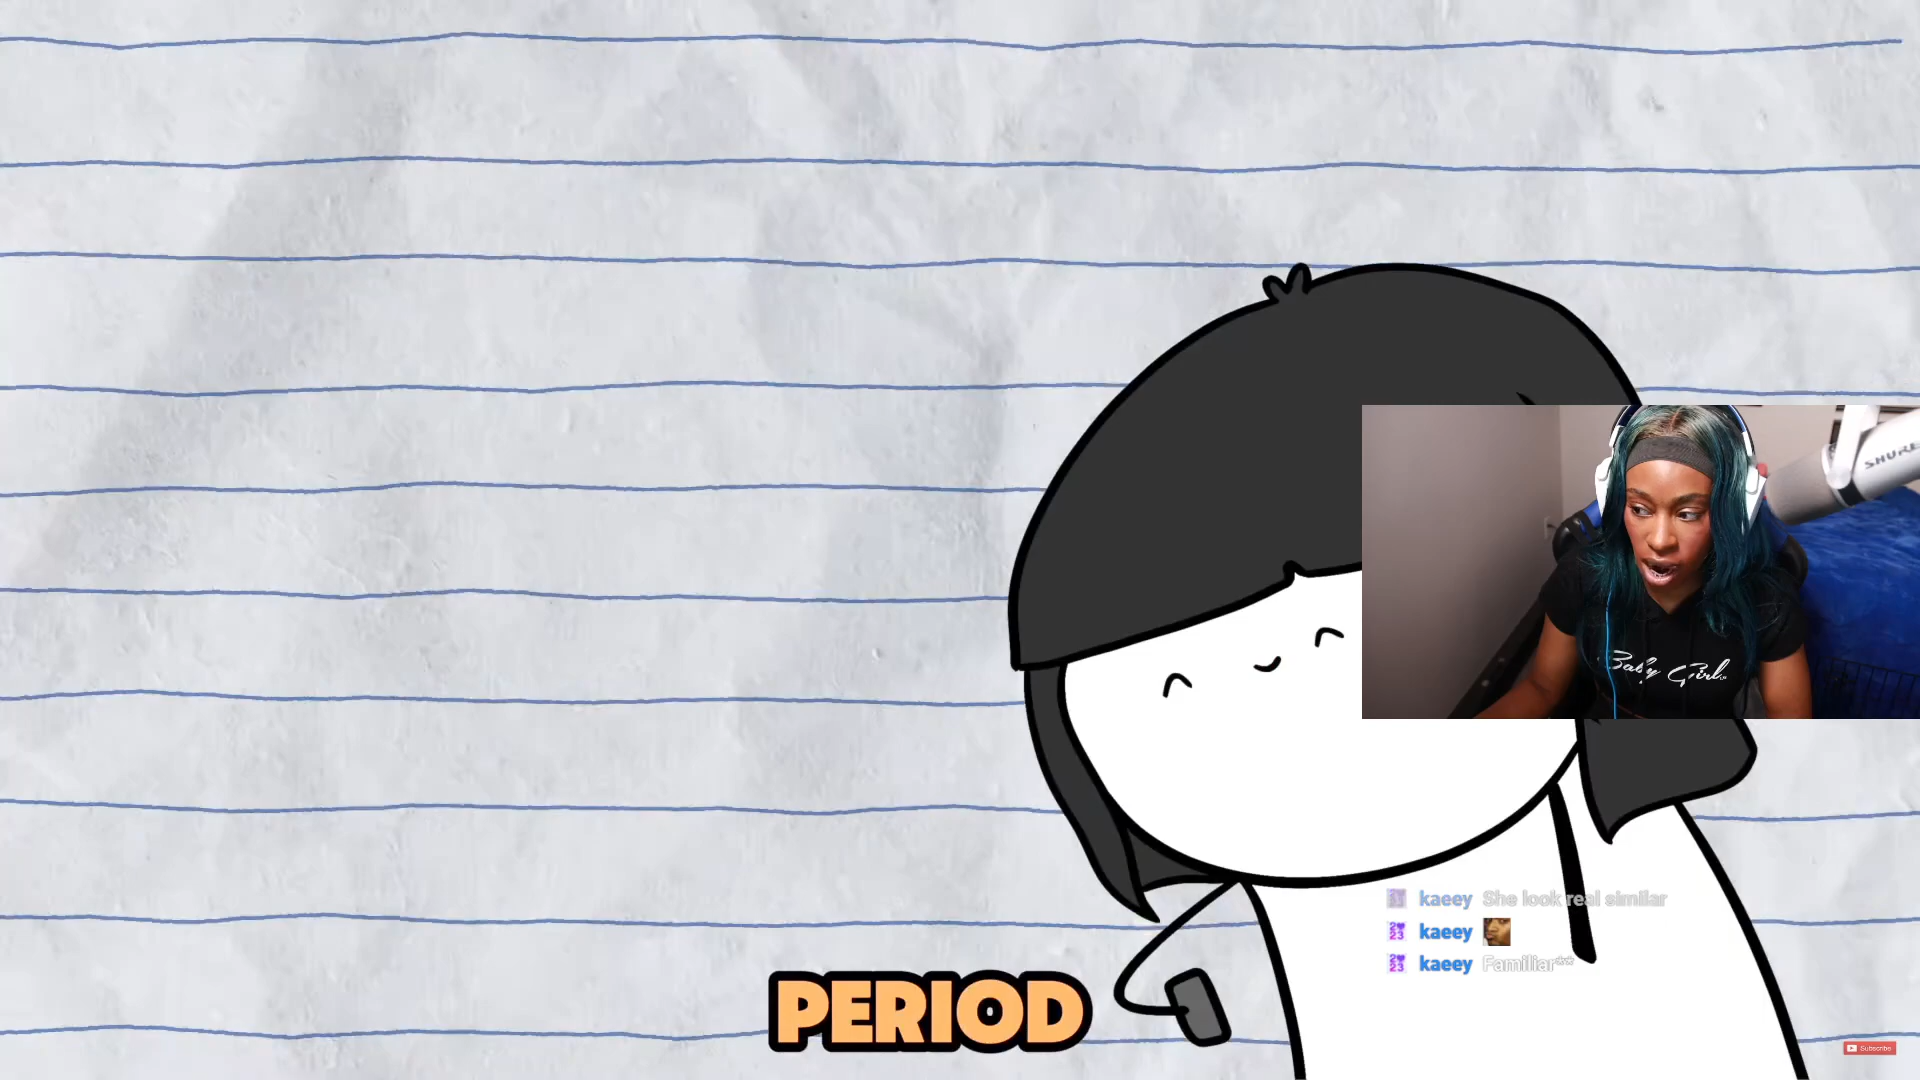 SHURE
Baby Girl
kaeey She look real similar
kaeey
kaeey Familiar**
PERIOD
Subscribe